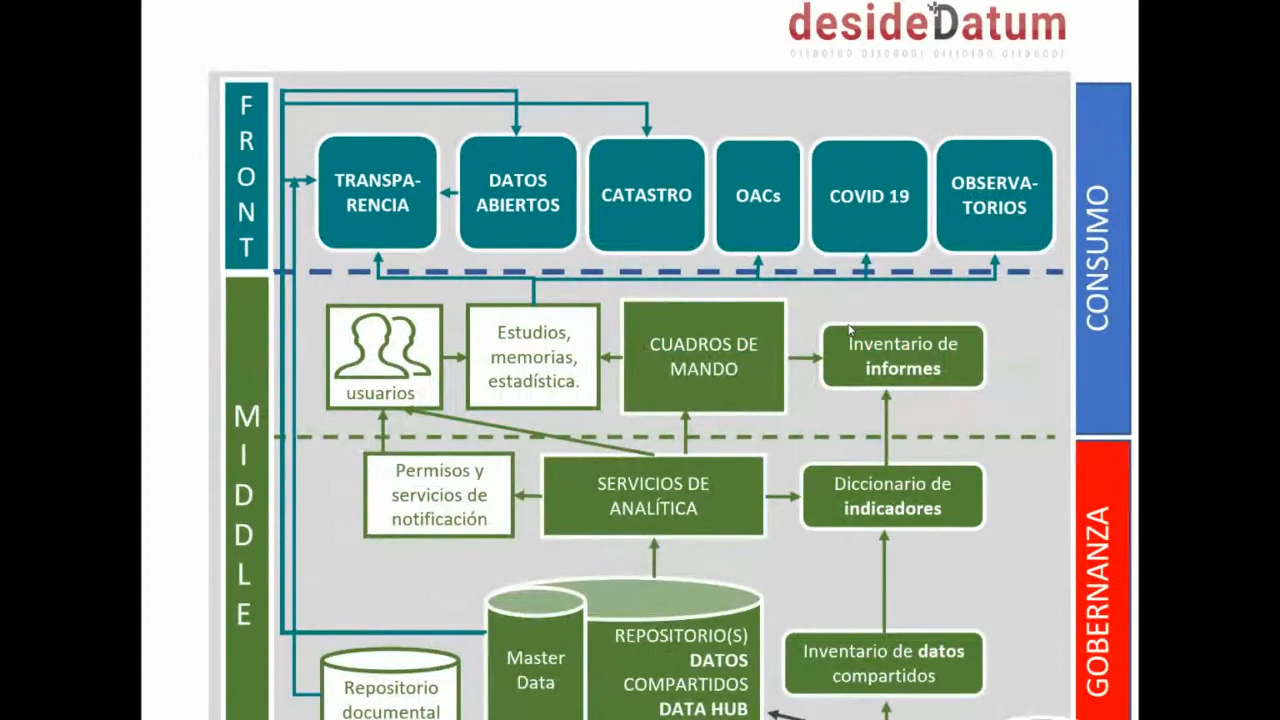 desideDatum
FRONT
TRANSPA-
RENCIA
DATOS
ABIERTOS
CATASTRO
OACs
COVID 19
OBSERVA-
TORIOS
CONSUMO
MIDDLE
usuarios
Estudios,
memorias,
estadística.
CUADROS DE
MANDO
Inventario de
informes
Permisos y
servicios de
notificación
SERVICIOS DE
ANALÍTICA
Diccionario de
indicadores
GOBERNANZA
Repositorio
documental
Master
Data
REPOSITORIO(S)
DATOS
COMPARTIDOS
DATA HUB
Inventario de datos
compartidos